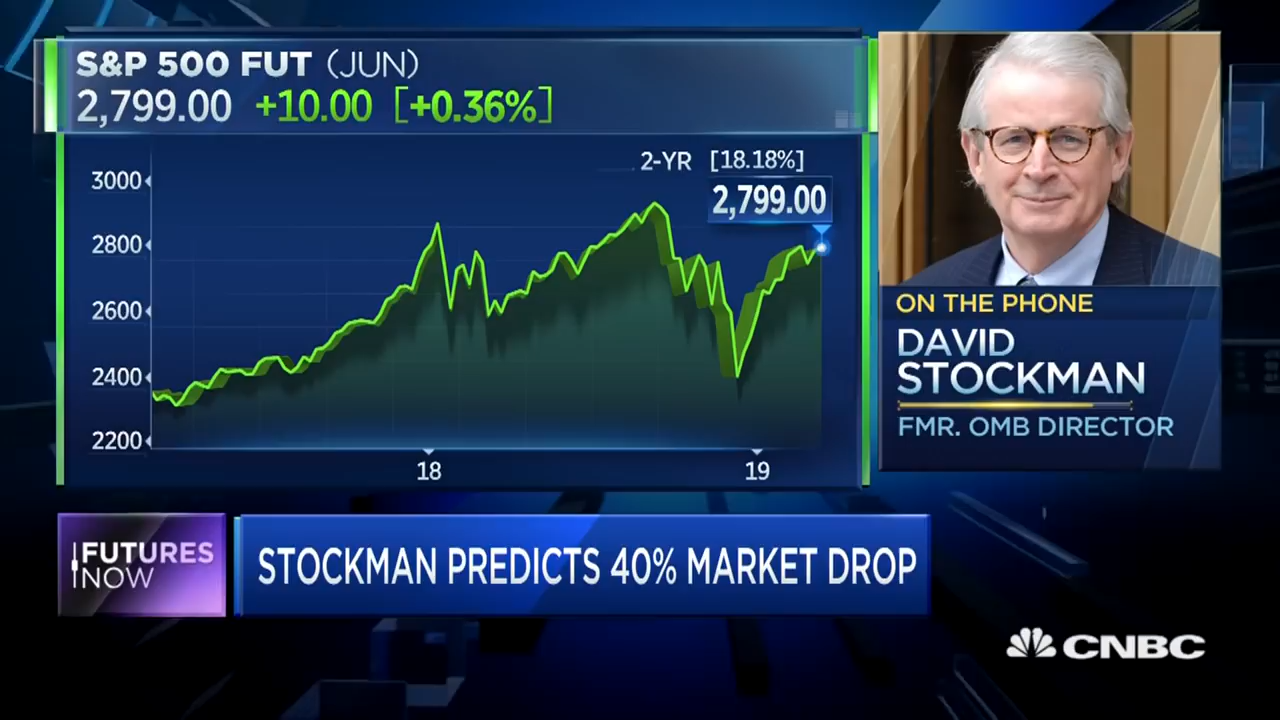 S&P 500 FUT (JUN)
2,799.00 +10.00 [+0.36%]
2-YR [18.18%]
2,799.00
3000
2800
2600
2400
2200
18
19
ON THE PHONE
DAVID
STOCKMAN
FMR. OMB DIRECTOR
FUTURES
NOW
STOCKMAN PREDICTS 40% MARKET DROP
CNBC